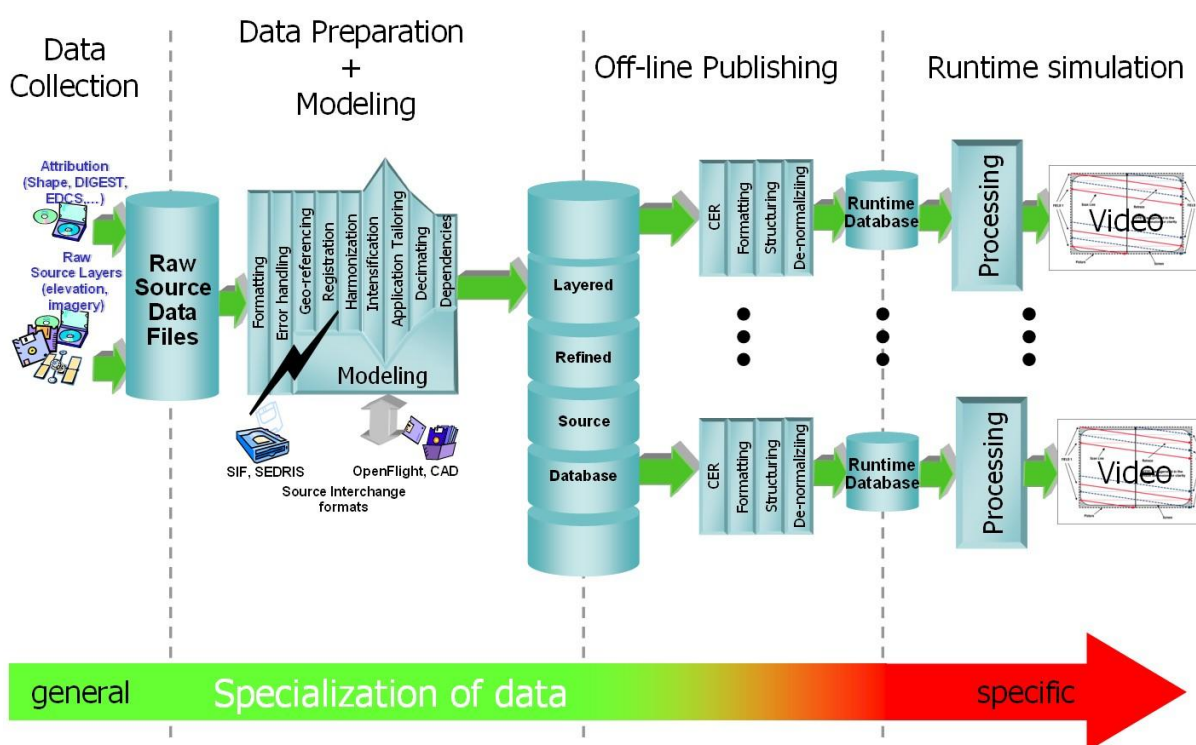 Data
Collection
Data Preparation
+
Modeling
Off-line Publishing
Runtime simulation
Attribution
(Shape, DIGEST,
EDCS,...)
Raw
Source Layers
(elevation,
imagery)
Raw
Source
Data
Files
Formatting
Error handling
Geo-referencing
Registration
Harmonization
Intensification
Application Tailoring
Decimating
Dependencies
Modeling
SIF, SEDRIS
OpenFlight, CAD
Source Interchange
formats
Layered
Refined
Source
Database
CER
Formatting
Structuring
De-normalizing
Runtime
Database
Processing
Video
CER
Formatting
Structuring
De-normaliziing
Runtime
Database
Processing
Video
general
Specialization of data
specific